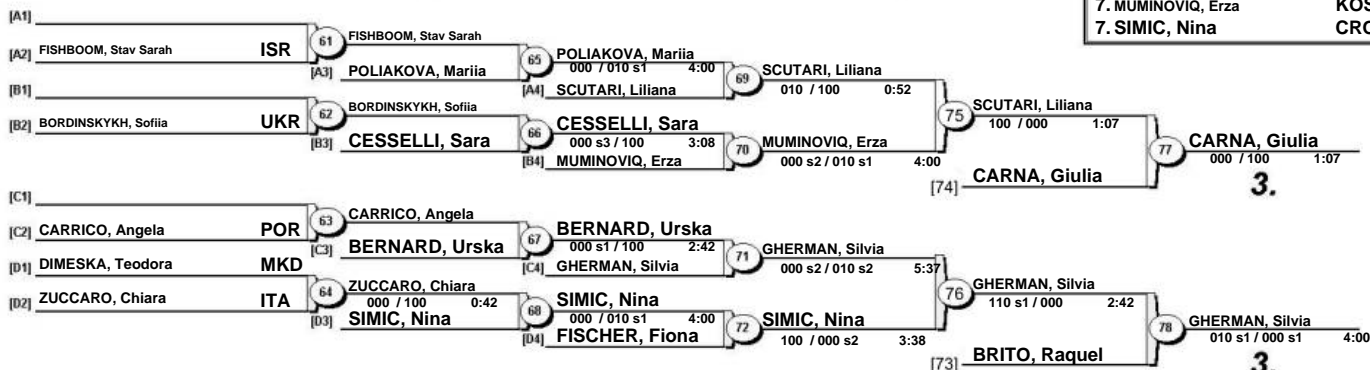 7. MUMINOVIQ, Erza KOS
7. SIMIC, Nina CRO
[A1]
[A2] FISHBOOM, Stav Sarah ISR
61 FISHBOOM, Stav Sarah
[A3] POLIAKOVA, Mariia
65 POLIAKOVA, Mariia
000 / 010 s1 4:00
[A4] SCUTARI, Liliana
69 SCUTARI, Liliana
010 / 100 0:52
[B1]
[B2] BORDINSKYKH, Sofiia UKR
62 BORDINSKYKH, Sofiia
[B3] CESSELLI, Sara
66 CESSELLI, Sara
000 s3 / 100 3:08
[B4] MUMINOVIQ, Erza
70 MUMINOVIQ, Erza
000 s2 / 010 s1 4:00
75 SCUTARI, Liliana
100 / 000 1:07
[74] CARNA, Giulia
77 CARNA, Giulia
000 / 100 1:07
3.
[C1]
[C2] CARRICO, Angela POR
63 CARRICO, Angela
[C3] BERNARD, Urska
67 BERNARD, Urska
000 s1 / 100 2:42
[C4] GHERMAN, Silvia
71 GHERMAN, Silvia
000 s2 / 010 s2 5:37
[D1] DIMESKA, Teodora MKD
[D2] ZUCCARO, Chiara ITA
64 ZUCCARO, Chiara
000 / 100 0:42
[D3] SIMIC, Nina
68 SIMIC, Nina
000 / 010 s1 4:00
[D4] FISCHER, Fiona
72 SIMIC, Nina
100 / 000 s2 3:38
76 GHERMAN, Silvia
110 s1 / 000 2:42
[73] BRITO, Raquel
78 GHERMAN, Silvia
010 s1 / 000 s1 4:00
3.